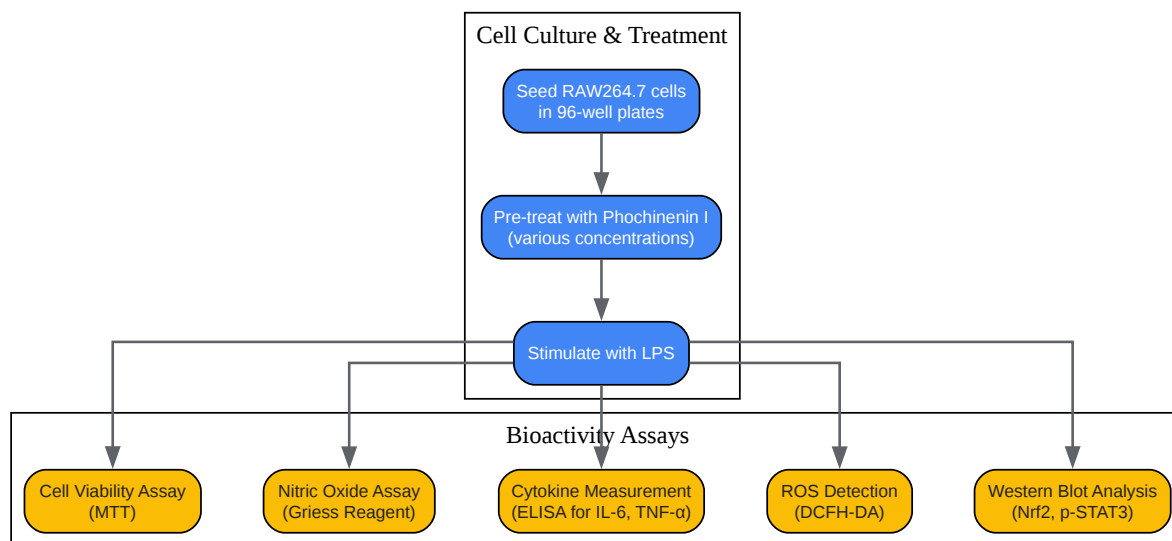 Cell Culture & Treatment
Seed RAW264.7 cells
in 96-well plates
Pre-treat with Phochinenin I
(various concentrations)
Stimulate with LPS
Bioactivity Assays
Cell Viability Assay
(MTT)
Nitric Oxide Assay
(Griess Reagent)
Cytokine Measurement
(ELISA for IL-6, TNF-α)
ROS Detection
(DCFH-DA)
Western Blot Analysis
(Nrf2, p-STAT3)